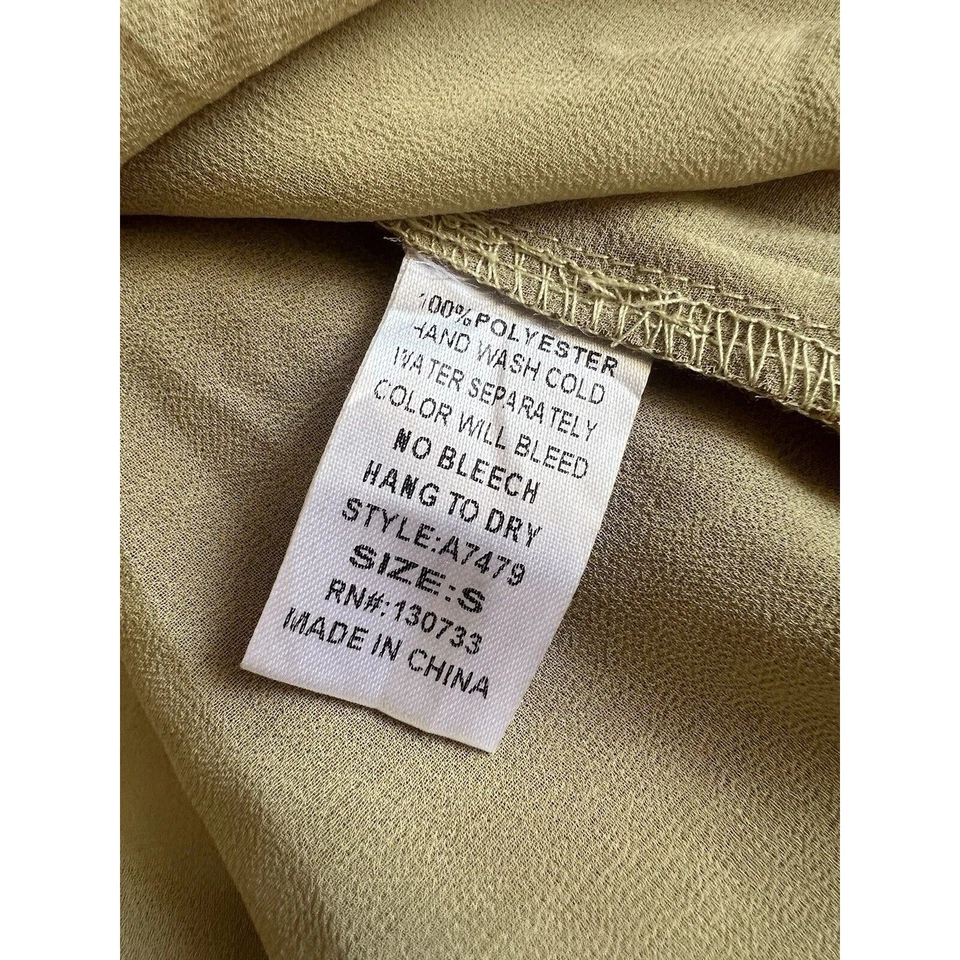 100% POLYESTER
HAND WASH COLD
WATER SEPARATELY
COLOR WILL BLEED
NO BLEECH
HANG TO DRY
STYLE:A7479
SIZE:S
RN#:130733
MADE IN CHINA